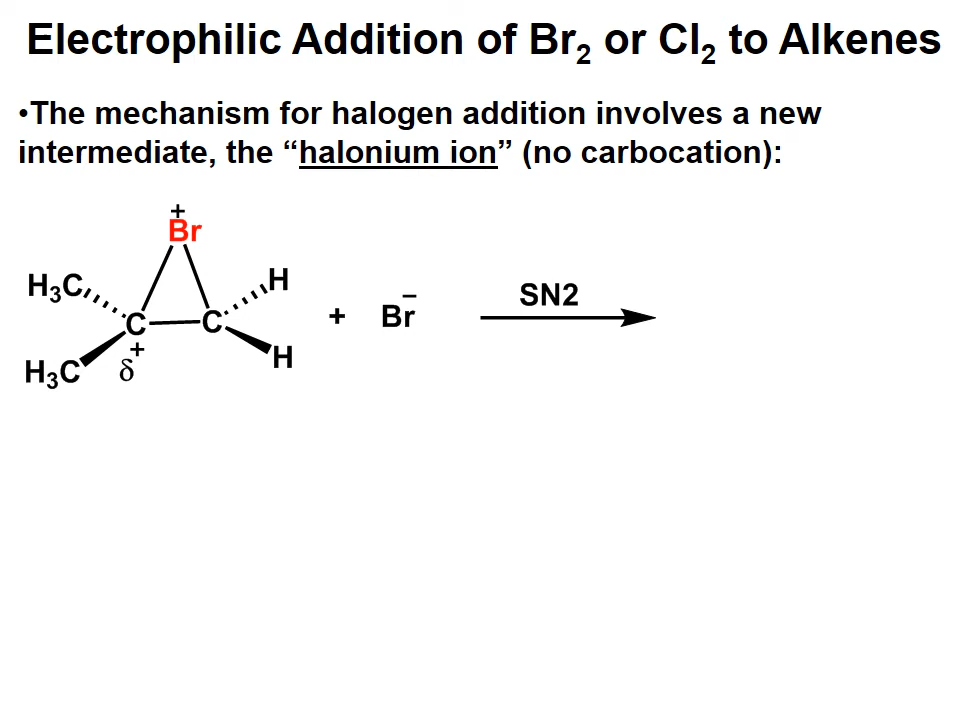 Electrophilic Addition of Br2 or Cl2 to Alkenes
•The mechanism for halogen addition involves a new
intermediate, the “halonium ion” (no carbocation):
+
Br
H3C
H
C
C
+
Br
−
SN2
H3C
δ
+
H